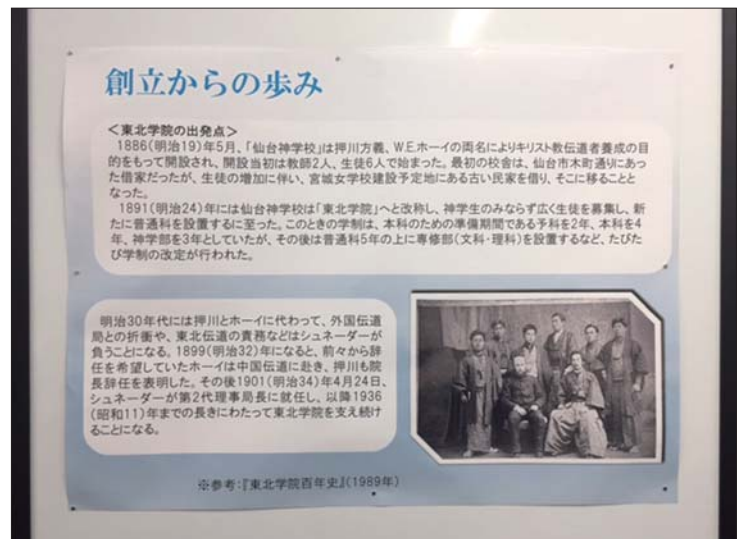 創立からの歩み
<東北学院の出発点>
1886(明治19)年5月、「仙台神学校」は押川方義、W.E.ホーイの両名によりキリスト教伝道者養成の目
的をもって開設され、開設当初は教師2人、生徒6人で始まった。最初の校舎は、仙台市木町通りにあっ
た借家だったが、生徒の増加に伴い、宮城女学校建設予定地にある古い民家を借り、そこに移ることと
なった。
1891(明治24)年には仙台神学校は「東北学院」へと改称し、神学生のみならず広く生徒を募集し、新
たに普通科を設置するに至った。このときの学制は、本科のための準備期間である予科を2年、本科を4
年、神学部を3年としていたが、その後は普通科5年の上に専修部(文科・理科)を設置するなど、たびた
び学制の改定が行われた。
明治30年代には押川とホーイに代わって、外国伝道
局との折衝や、東北伝道の責務などはシュネーダーが
負うことになる。1899(明治32)年になると、前々から辞
任を希望していたホーイは中国伝道に赴き、押川も院
長辞任を表明した。その後1901(明治34)年4月24日、
シュネーダーが第2代理事局長に就任し、以降1936
(昭和11)年までの長きにわたって東北学院を支え続け
ることになる。
※参考:『東北学院百年史』(1989年)